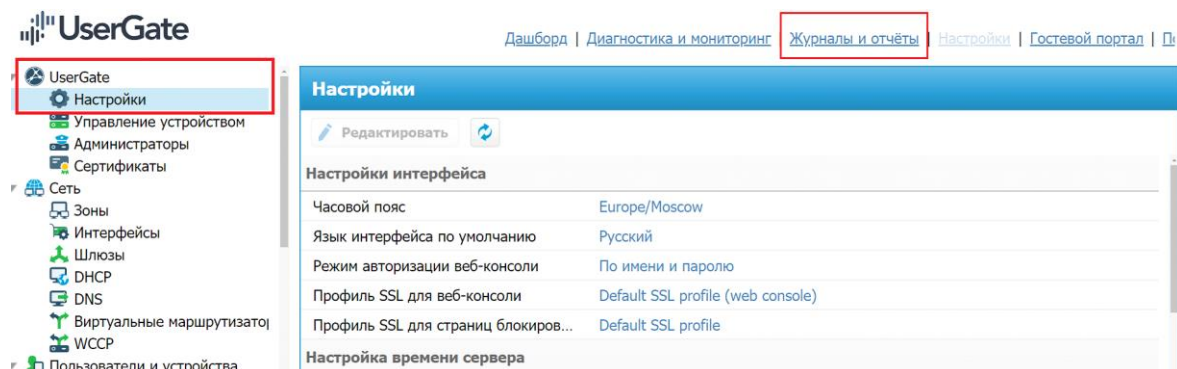 UserGate
Дашборд | Диагностика и мониторинг | Журналы и отчёты | Настройки | Гостевой портал |
UserGate
Настройки
Управление устройством
Администраторы
Сертификаты
Сеть
Зоны
Интерфейсы
Шлюзы
DHCP
DNS
Виртуальные маршрутизатор
WCCP
Пользователи и устройства
Настройки
Редактировать
Настройки интерфейса
Часовой пояс Europe/Moscow
Язык интерфейса по умолчанию Русский
Режим авторизации веб-консоли По имени и паролю
Профиль SSL для веб-консоли Default SSL profile (web console)
Профиль SSL для страниц блокиров... Default SSL profile
Настройка времени сервера